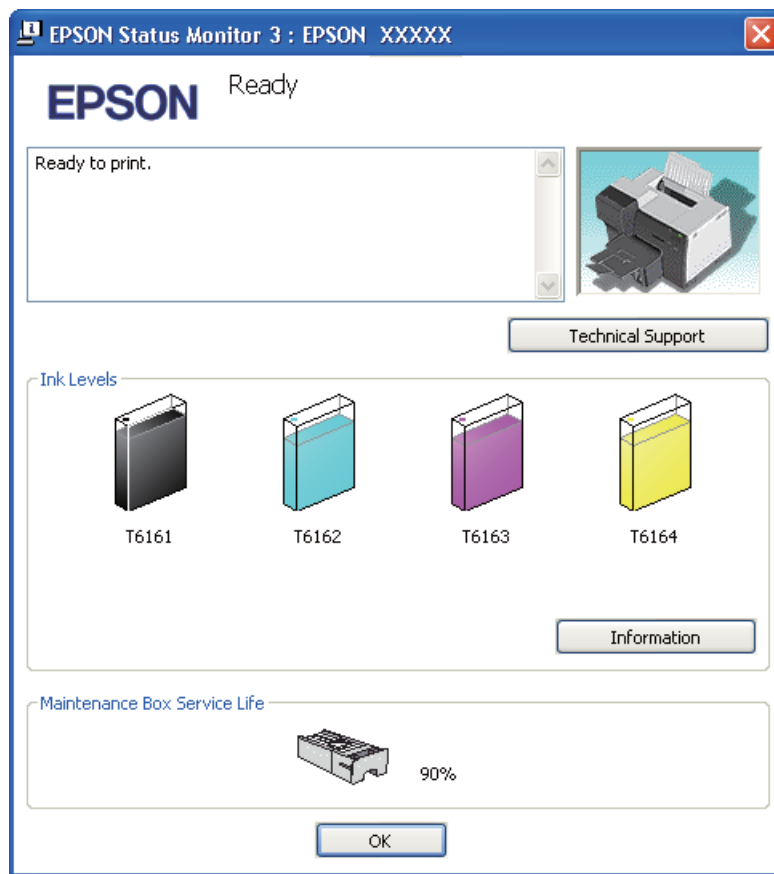 EPSON Status Monitor 3 : EPSON XXXXX
EPSON
Ready
Ready to print.
Technical Support
Ink Levels
T6161 T6162 T6163 T6164
Information
Maintenance Box Service Life
90%
OK